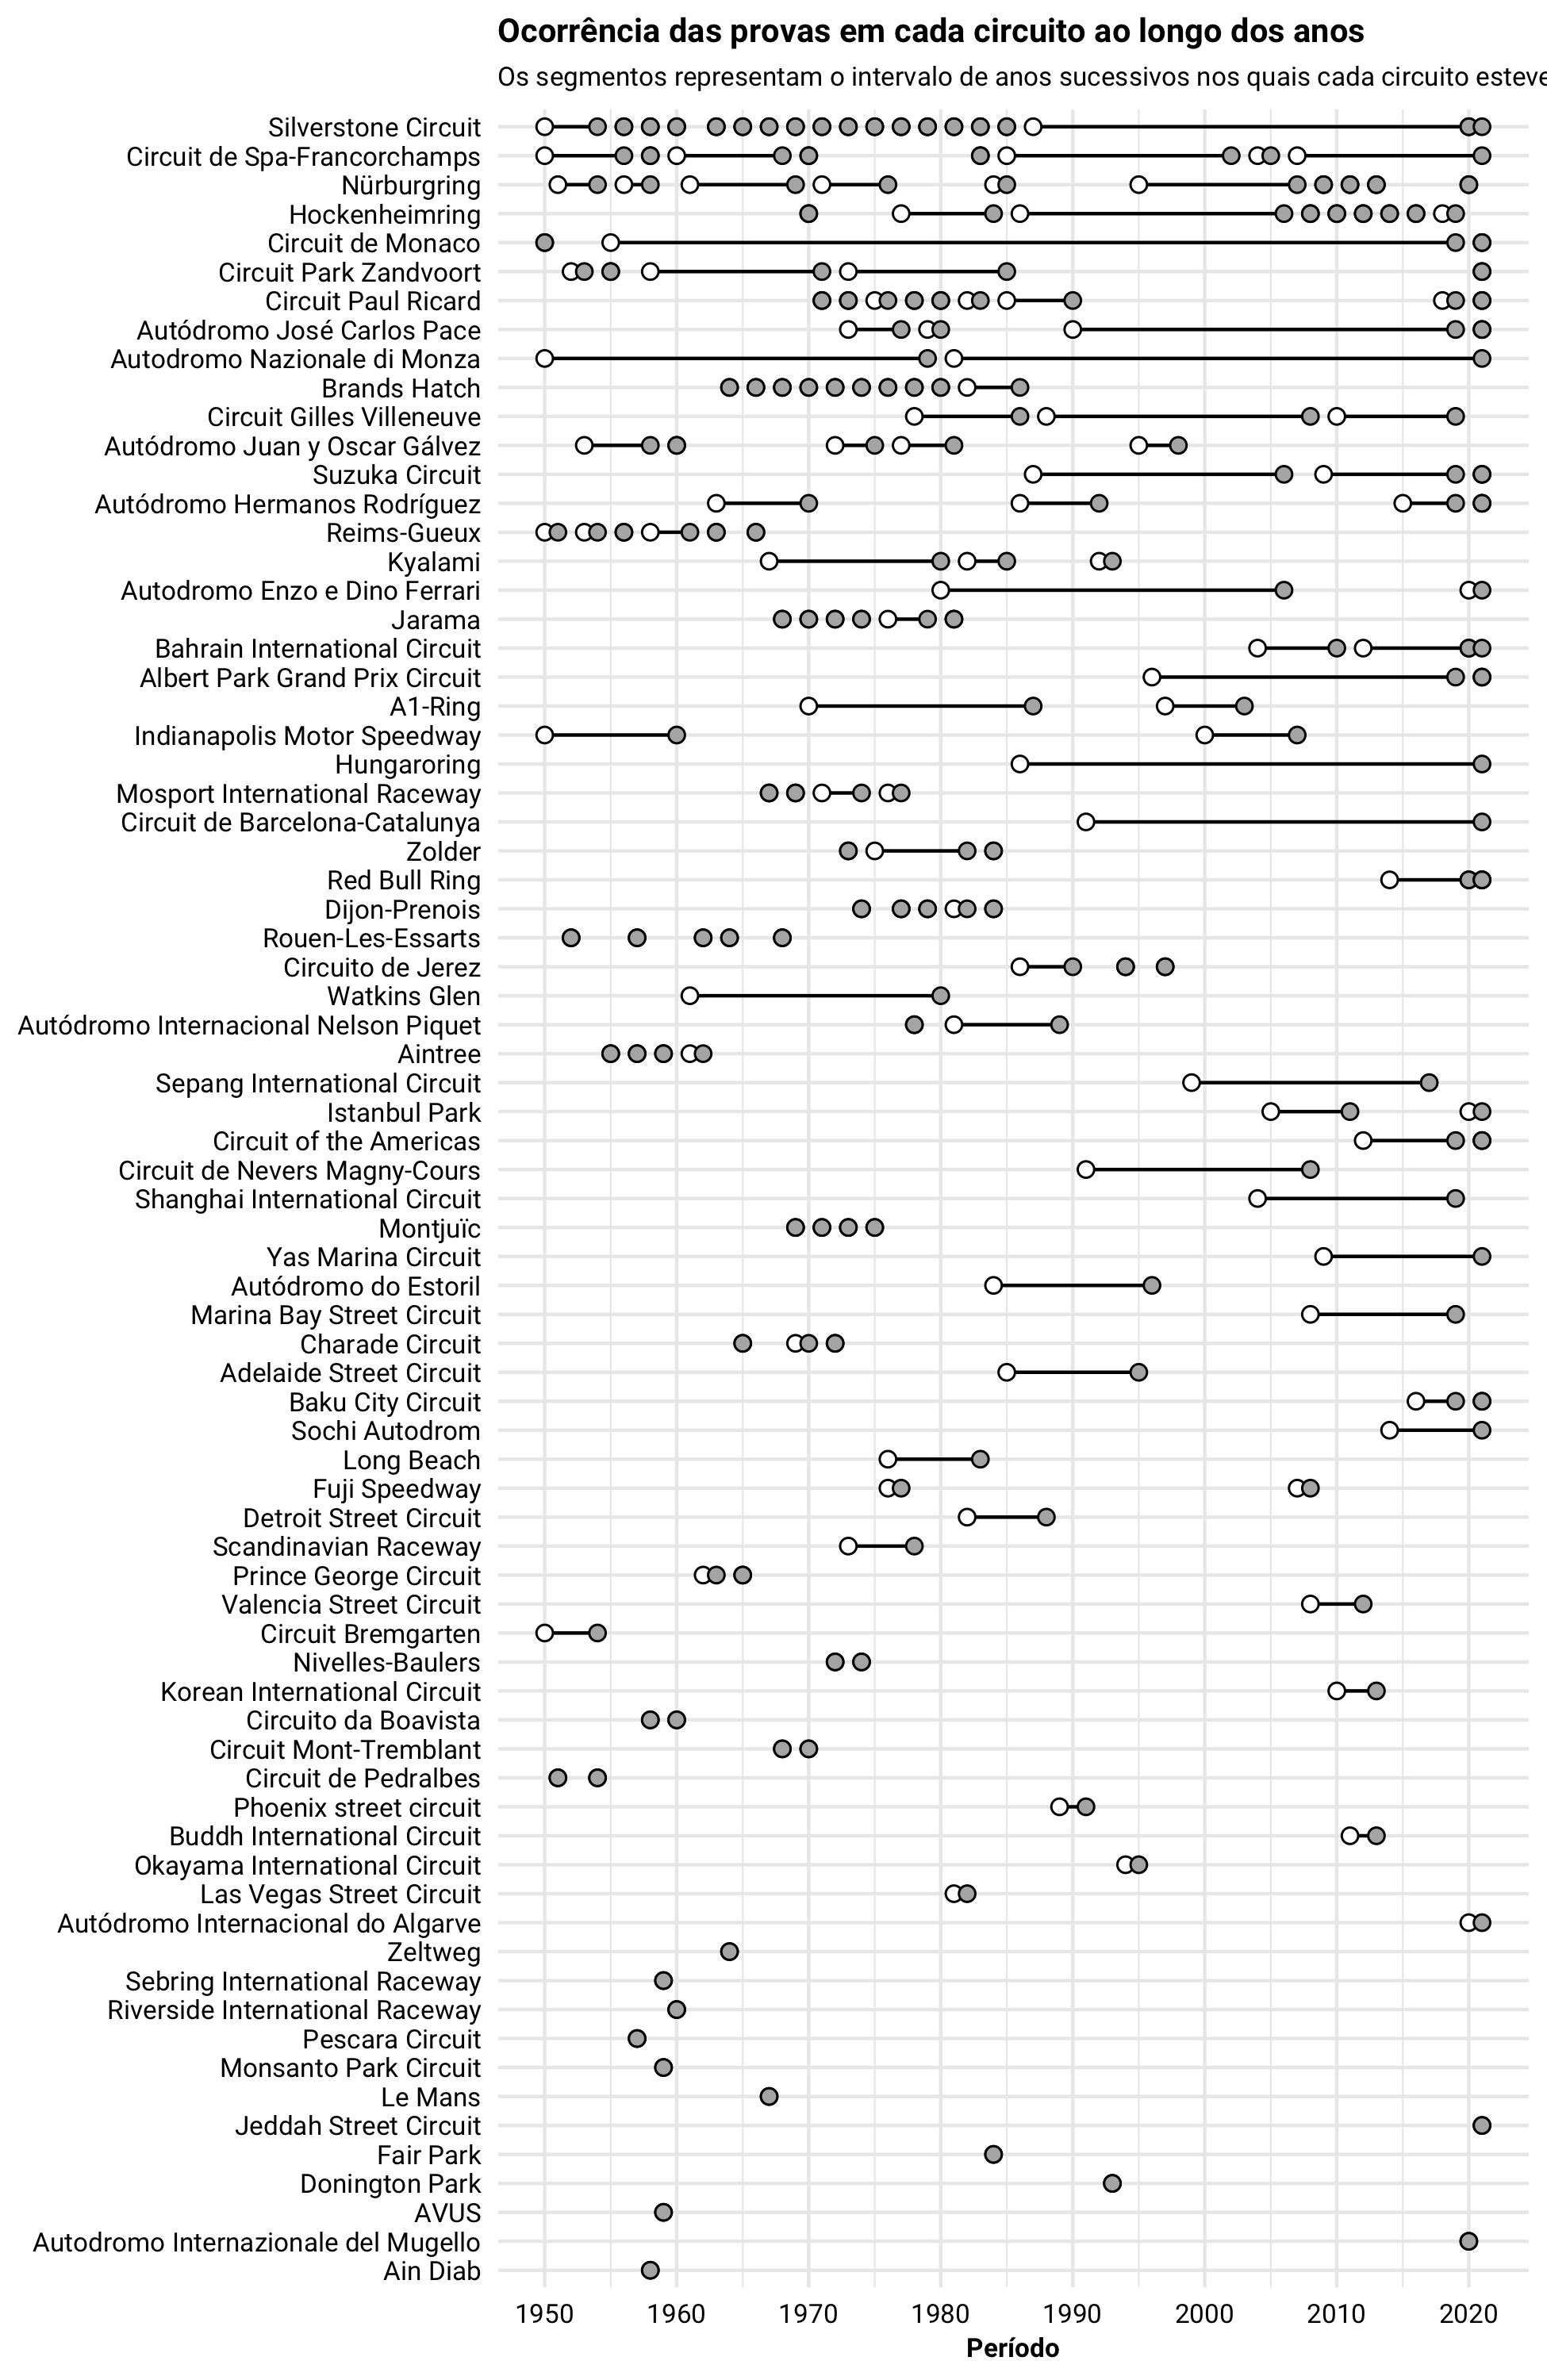 Ocorrência das provas em cada circuito ao longo dos anos
Os segmentos representam o intervalo de anos sucessivos nos quais cada circuito esteve
Silverstone Circuit
Circuit de Spa-Francorchamps
Nürburgring
Hockenheimring
Circuit de Monaco
Circuit Park Zandvoort
Circuit Paul Ricard
Autódromo José Carlos Pace
Autodromo Nazionale di Monza
Brands Hatch
Circuit Gilles Villeneuve
Autódromo Juan y Oscar Gálvez
Suzuka Circuit
Autódromo Hermanos Rodríguez
Reims-Gueux
Kyalami
Autodromo Enzo e Dino Ferrari
Jarama
Bahrain International Circuit
Albert Park Grand Prix Circuit
A1-Ring
Indianapolis Motor Speedway
Hungaroring
Mosport International Raceway
Circuit de Barcelona-Catalunya
Zolder
Red Bull Ring
Dijon-Prenois
Rouen-Les-Essarts
Circuito de Jerez
Watkins Glen
Autódromo Internacional Nelson Piquet
Aintree
Sepang International Circuit
Istanbul Park
Circuit of the Americas
Circuit de Nevers Magny-Cours
Shanghai International Circuit
Montjuïc
Yas Marina Circuit
Autódromo do Estoril
Marina Bay Street Circuit
Charade Circuit
Adelaide Street Circuit
Baku City Circuit
Sochi Autodrom
Long Beach
Fuji Speedway
Detroit Street Circuit
Scandinavian Raceway
Prince George Circuit
Valencia Street Circuit
Circuit Bremgarten
Nivelles-Baulers
Korean International Circuit
Circuito da Boavista
Circuit Mont-Tremblant
Circuit de Pedralbes
Phoenix street circuit
Buddh International Circuit
Okayama International Circuit
Las Vegas Street Circuit
Autódromo Internacional do Algarve
Zeltweg
Sebring International Raceway
Riverside International Raceway
Pescara Circuit
Monsanto Park Circuit
Le Mans
Jeddah Street Circuit
Fair Park
Donington Park
AVUS
Autodromo Internazionale del Mugello
Ain Diab
1950 1960 1970 1980 1990 2000 2010 2020
Período